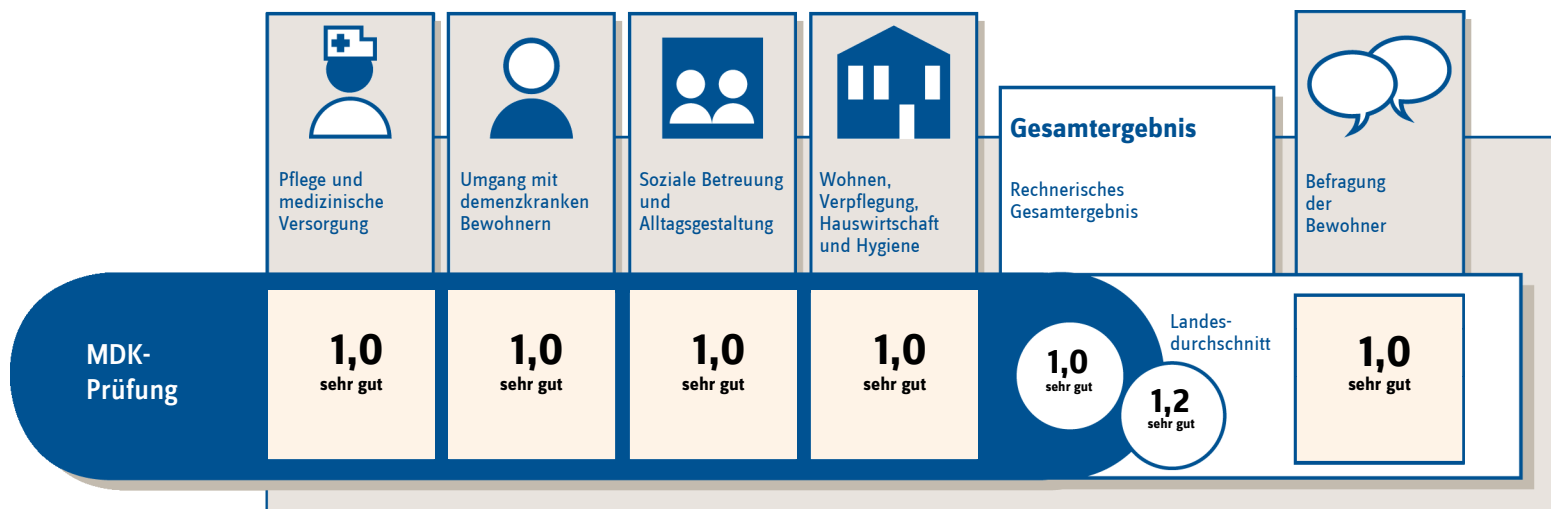 Pflege und
medizinische
Versorgung
Umgang mit
demenzkranken
Bewohnern
Soziale Betreuung
und
Alltagsgestaltung
Wohnen,
Verpflegung,
Hauswirtschaft
und Hygiene
Gesamtergebnis
Rechnerisches
Gesamtergebnis
Befragung
der
Bewohner
MDK-
Prüfung
1,0
sehr gut
1,0
sehr gut
1,0
sehr gut
1,0
sehr gut
1,0
sehr gut
Landes-
durchschnitt
1,2
sehr gut
1,0
sehr gut